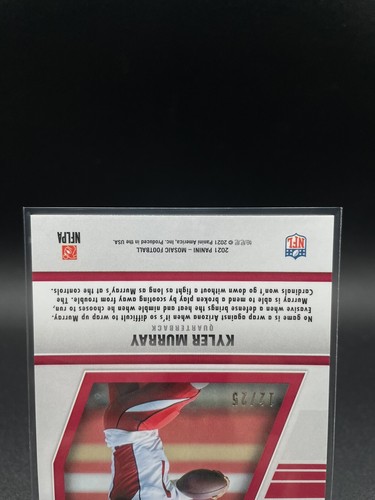 12/25
KYLER MURRAY
QUARTERBACK
No game is a wrap against Arizona when it's so difficult to wrap up Murray.
Evasive when a defense brings the heat and nimble when he chooses to run,
Murray is able to mend a broken play by scooting away from trouble. The
Cardinals won't go down without a fight as long as Murray's at the controls.
NFL
2021 PANINI – MOSAIC FOOTBALL
© 2021 Panini America, Inc. Produced in the USA.
NFLPA